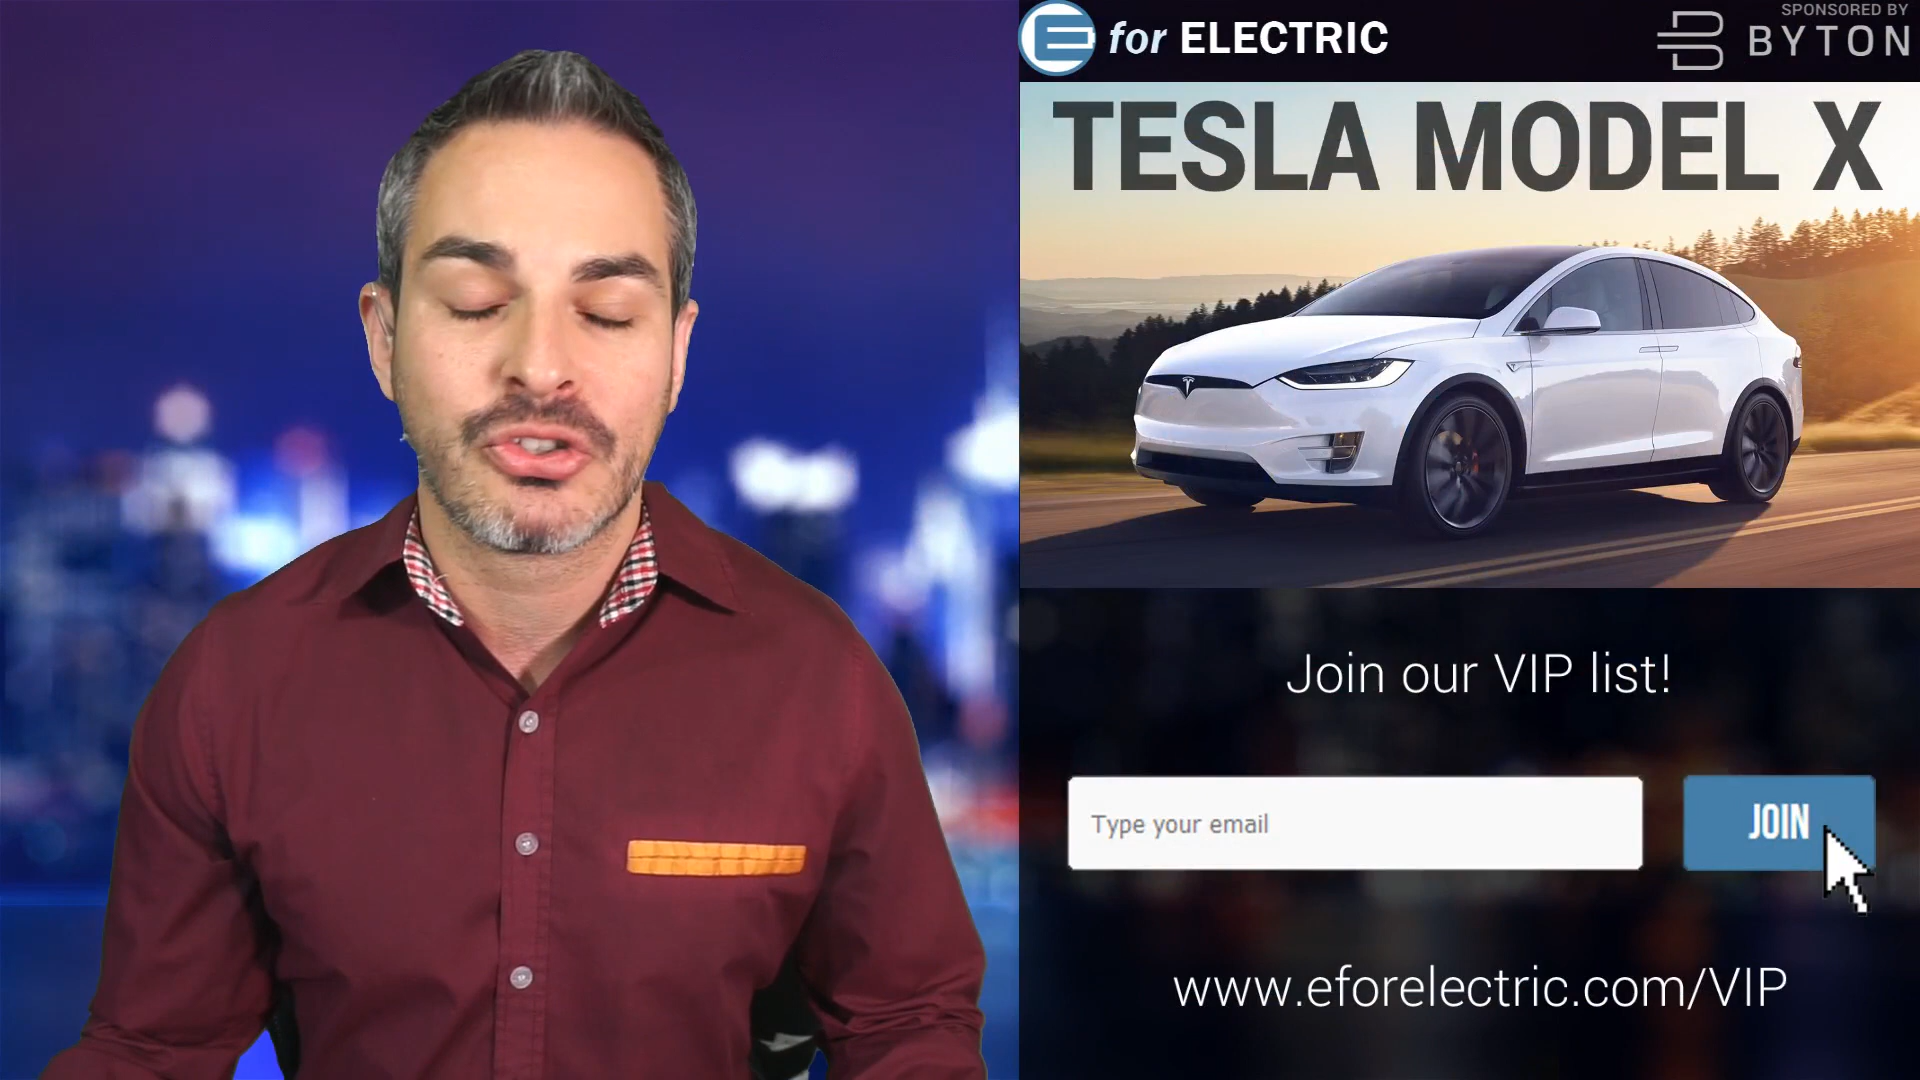 E for ELECTRIC
SPONSORED BY
BYTON
TESLA MODEL X
Join our VIP list!
Type your email
JOIN
www.eforelectric.com/VIP